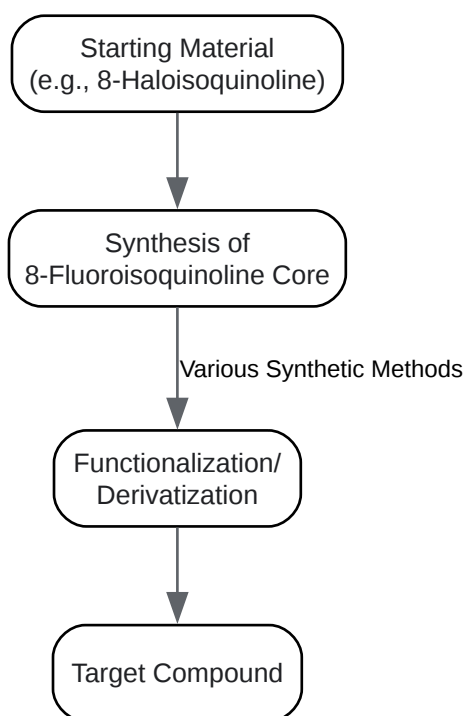 Starting Material
(e.g., 8-Haloisoquinoline)
Synthesis of
8-Fluoroisoquinoline Core
Various Synthetic Methods
Functionalization/
Derivatization
Target Compound